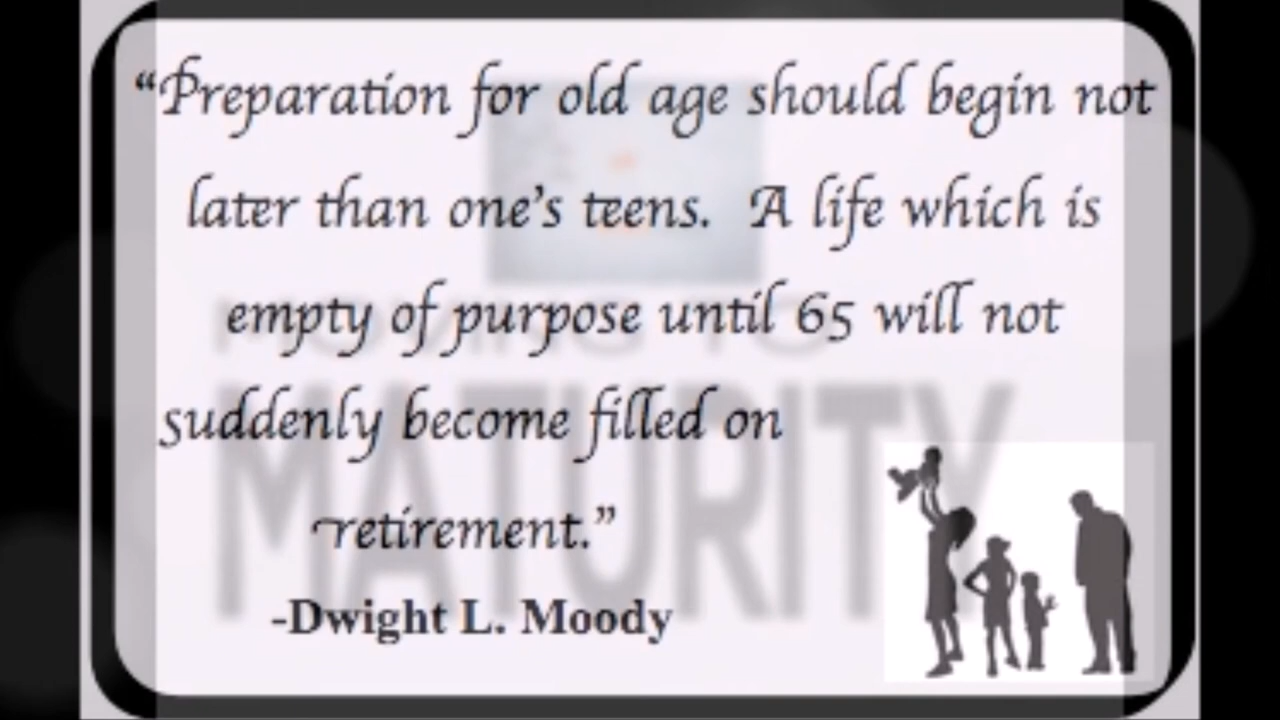 “Preparation for old age should begin not
later than one’s teens.  A life which is
empty of purpose until 65 will not
suddenly become filled on
retirement.”
-Dwight L. Moody
MATURITY